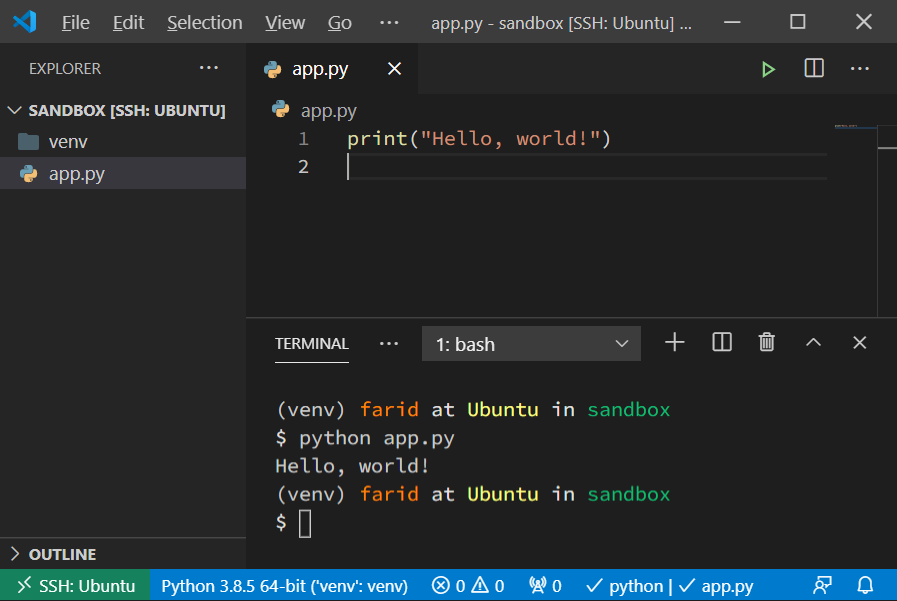 File Edit Selection View Go ··· app.py - sandbox [SSH: Ubuntu] ...
EXPLORER ···
SANDBOX [SSH: UBUNTU]
venv
app.py
app.py
app.py
1 print("Hello, world!")
2
TERMINAL ··· 1: bash
(venv) farid at Ubuntu in sandbox
$ python app.py
Hello, world!
(venv) farid at Ubuntu in sandbox
$
OUTLINE
SSH: Ubuntu Python 3.8.5 64-bit ('venv': venv) 0 0 0 ✓ python | ✓ app.py